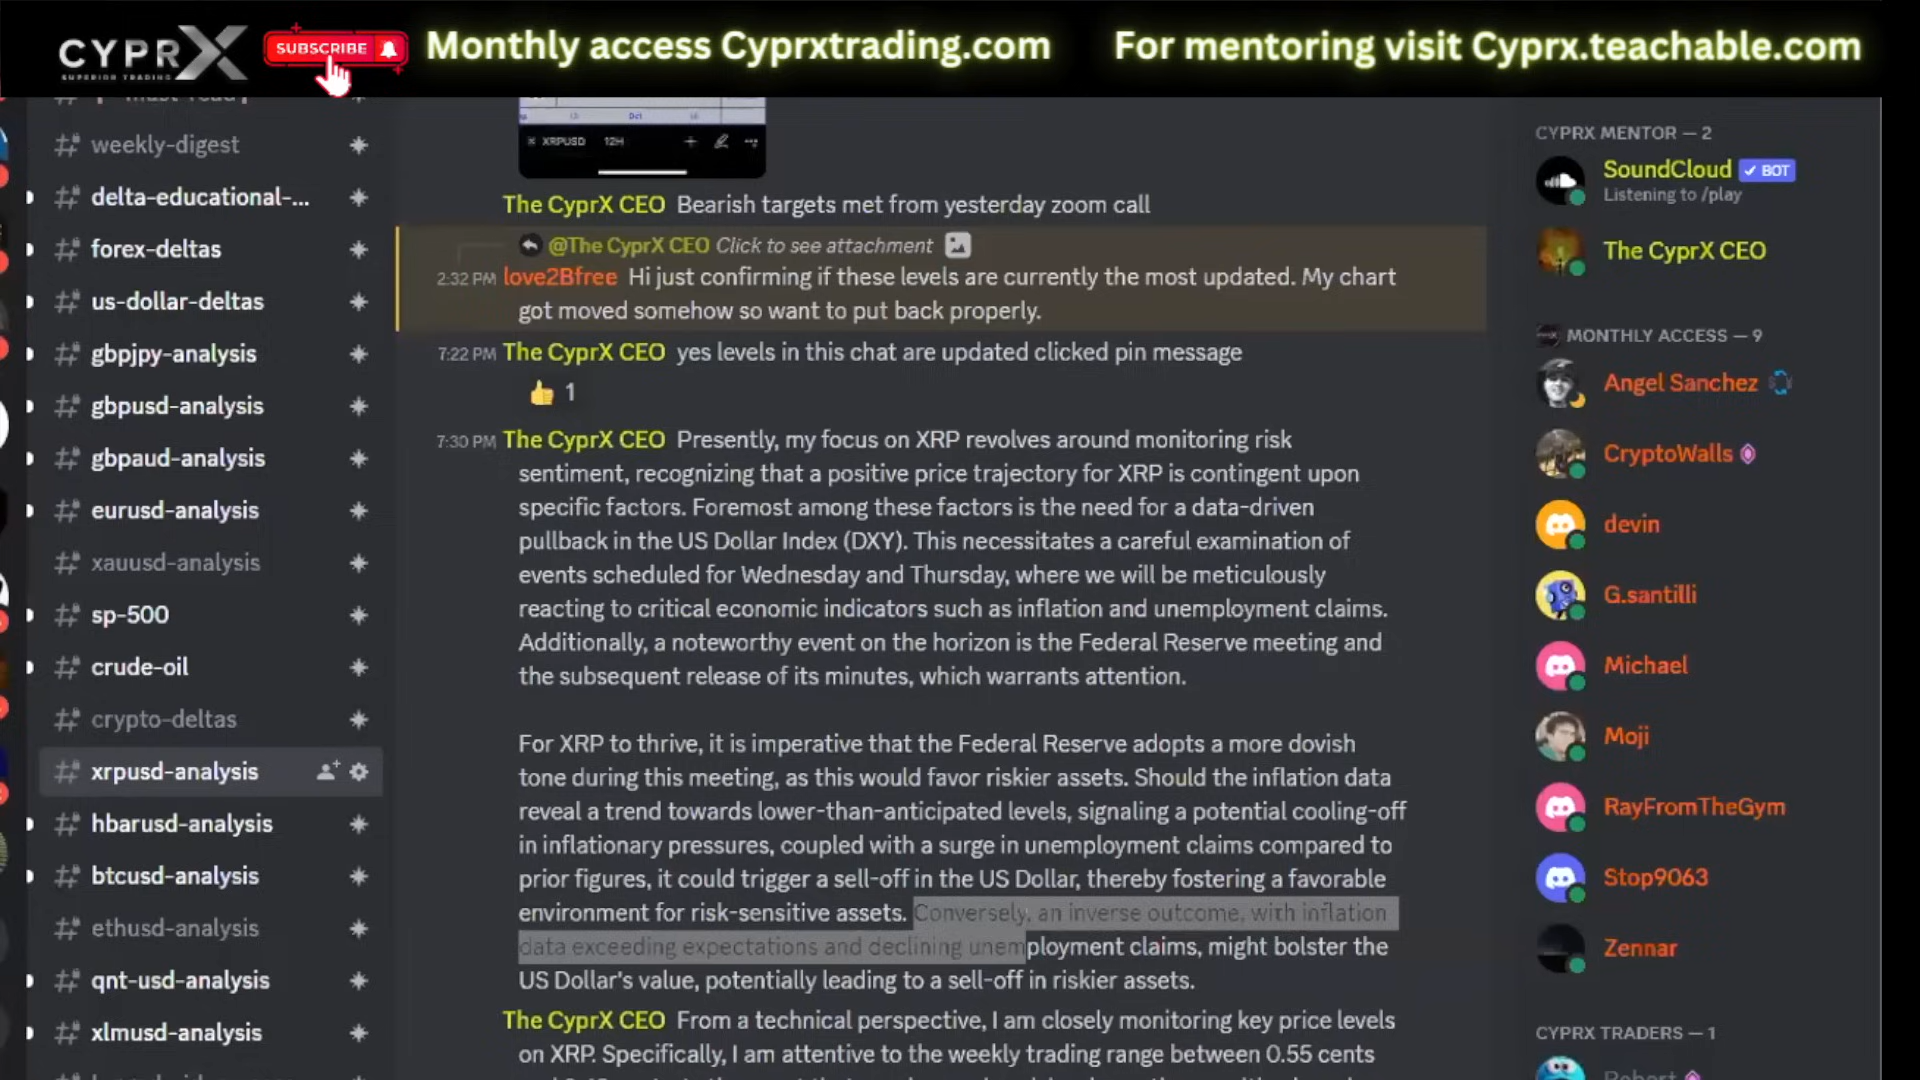 CYPRX
SUPERIOR TRADING
SUBSCRIBE
Monthly access Cyprxtrading.com
For mentoring visit Cyprx.teachable.com
weekly-digest
delta-educational-...
forex-deltas
us-dollar-deltas
gbpjpy-analysis
gbpusd-analysis
gbpaud-analysis
eurusd-analysis
xauusd-analysis
sp-500
crude-oil
crypto-deltas
xrpusd-analysis
hbarusd-analysis
btcusd-analysis
ethusd-analysis
qnt-usd-analysis
xlmusd-analysis
Oct
XRPUSD 12H
The CyprX CEO Bearish targets met from yesterday zoom call
@The CyprX CEO Click to see attachment
2:32 PM love2Bfree Hi just confirming if these levels are currently the most updated. My chart
got moved somehow so want to put back properly.
7:22 PM The CyprX CEO yes levels in this chat are updated clicked pin message
👍 1
7:30 PM The CyprX CEO Presently, my focus on XRP revolves around monitoring risk
sentiment, recognizing that a positive price trajectory for XRP is contingent upon
specific factors. Foremost among these factors is the need for a data-driven
pullback in the US Dollar Index (DXY). This necessitates a careful examination of
events scheduled for Wednesday and Thursday, where we will be meticulously
reacting to critical economic indicators such as inflation and unemployment claims.
Additionally, a noteworthy event on the horizon is the Federal Reserve meeting and
the subsequent release of its minutes, which warrants attention.
For XRP to thrive, it is imperative that the Federal Reserve adopts a more dovish
tone during this meeting, as this would favor riskier assets. Should the inflation data
reveal a trend towards lower-than-anticipated levels, signaling a potential cooling-off
in inflationary pressures, coupled with a surge in unemployment claims compared to
prior figures, it could trigger a sell-off in the US Dollar, thereby fostering a favorable
environment for risk-sensitive assets. Conversely, an inverse outcome, with inflation
data exceeding expectations and declining unemployment claims, might bolster the
US Dollar's value, potentially leading to a sell-off in riskier assets.
The CyprX CEO From a technical perspective, I am closely monitoring key price levels
on XRP. Specifically, I am attentive to the weekly trading range between 0.55 cents
CYPRX MENTOR — 2
SoundCloud ✓ BOT
Listening to /play
The CyprX CEO
MONTHLY ACCESS — 9
Angel Sanchez
CryptoWalls
devin
G.santilli
Michael
Moji
RayFromTheGym
Stop9063
Zennar
CYPRX TRADERS — 1